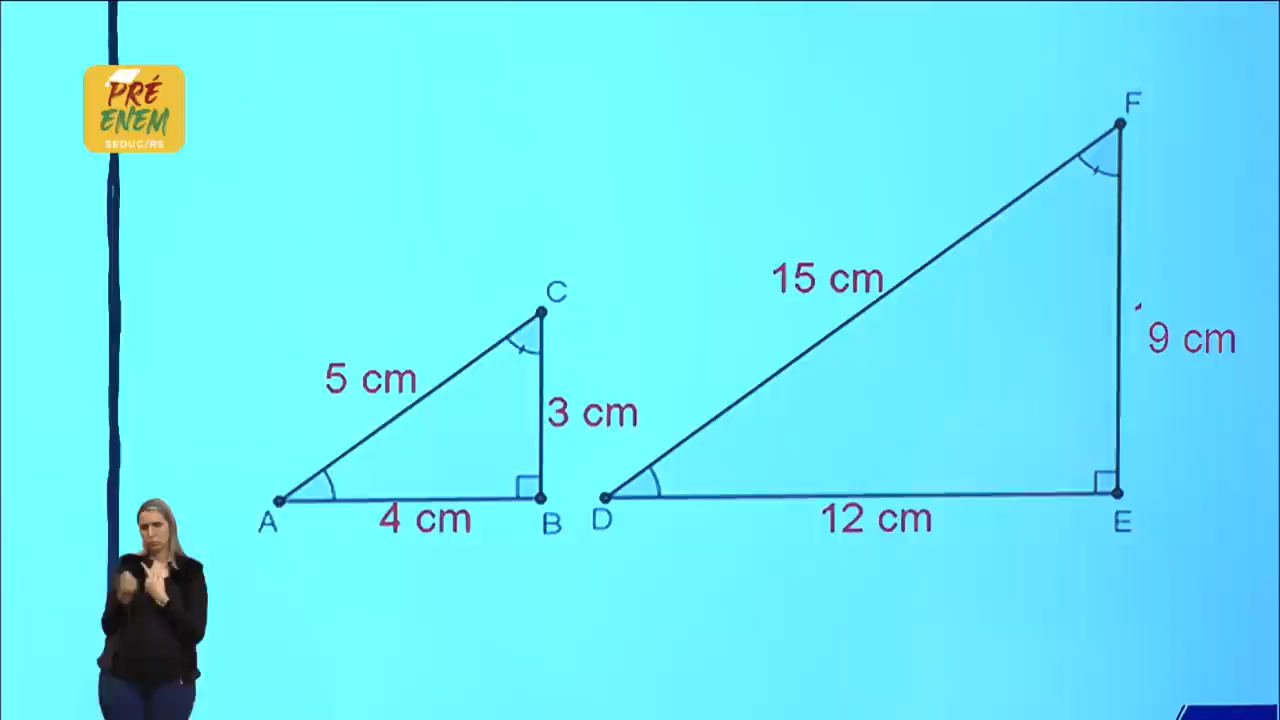 PRÉ
ENEM
SEDUC/RS
F
15 cm
C
9 cm
5 cm
3 cm
A
4 cm
B
D
12 cm
E